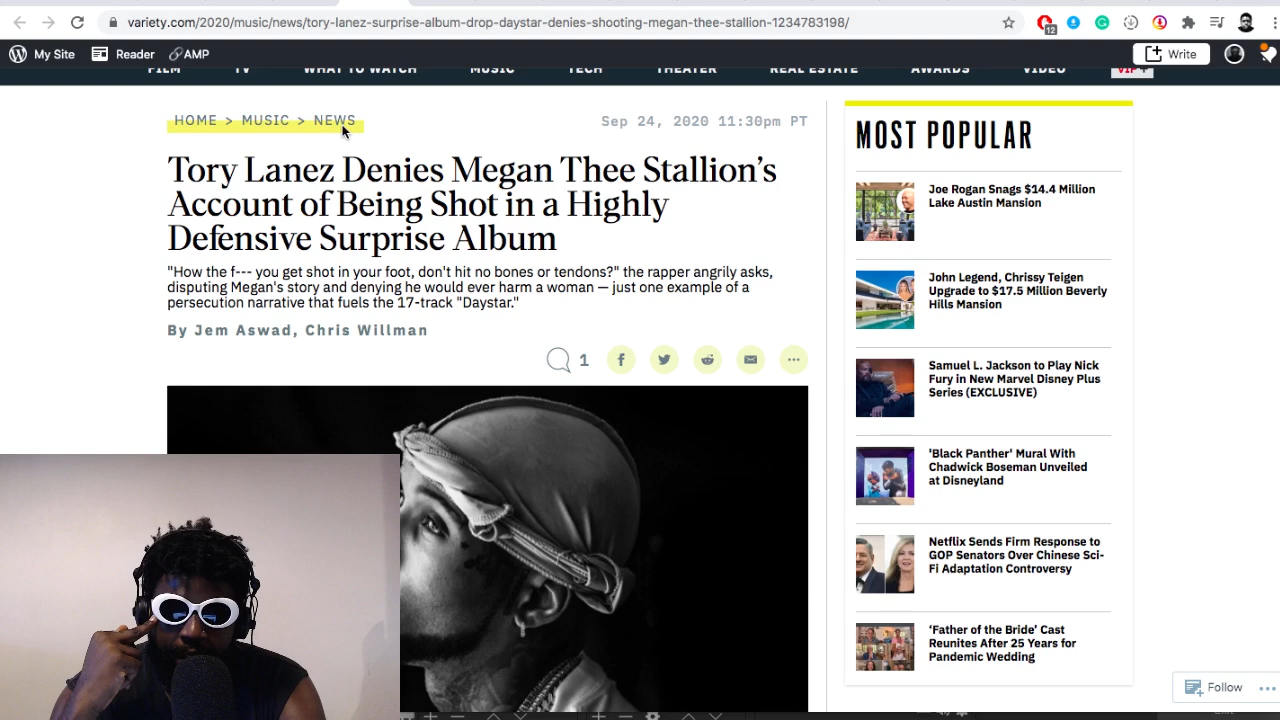 variety.com/2020/music/news/tory-lanez-surprise-album-drop-daystar-denies-shooting-megan-thee-stallion-1234783198/
12
My Site
Reader
AMP
Write
FILM TV WHAT TO WATCH MUSIC TECH THEATER REAL ESTATE AWARDS VIDEO VIP+
HOME > MUSIC > NEWS
Sep 24, 2020 11:30pm PT
Tory Lanez Denies Megan Thee Stallion’s
Account of Being Shot in a Highly
Defensive Surprise Album
"How the f--- you get shot in your foot, don't hit no bones or tendons?" the rapper angrily asks,
disputing Megan's story and denying he would ever harm a woman — just one example of a
persecution narrative that fuels the 17-track "Daystar."
By Jem Aswad, Chris Willman
1
MOST POPULAR
Joe Rogan Snags $14.4 Million
Lake Austin Mansion
John Legend, Chrissy Teigen
Upgrade to $17.5 Million Beverly
Hills Mansion
Samuel L. Jackson to Play Nick
Fury in New Marvel Disney Plus
Series (EXCLUSIVE)
'Black Panther' Mural With
Chadwick Boseman Unveiled
at Disneyland
Netflix Sends Firm Response to
GOP Senators Over Chinese Sci-
Fi Adaptation Controversy
‘Father of the Bride’ Cast
Reunites After 25 Years for
Pandemic Wedding
Follow